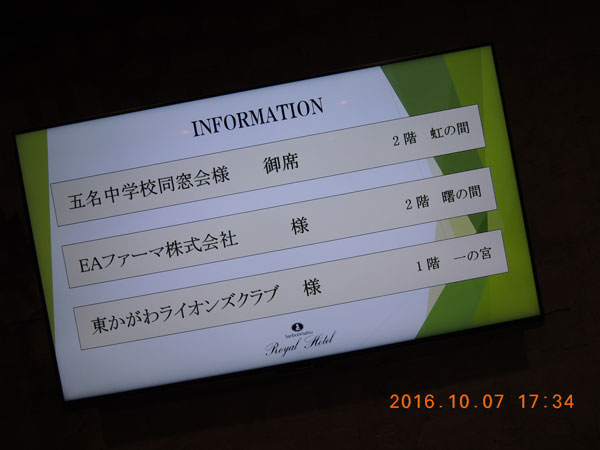 INFORMATION
五名中学校同窓会様 御席 2階 虹の間
EAファーマ株式会社 様 2階 曙の間
東かがわライオンズクラブ 様 1階 一の宮
Royal Hotel
2016.10.07 17:34